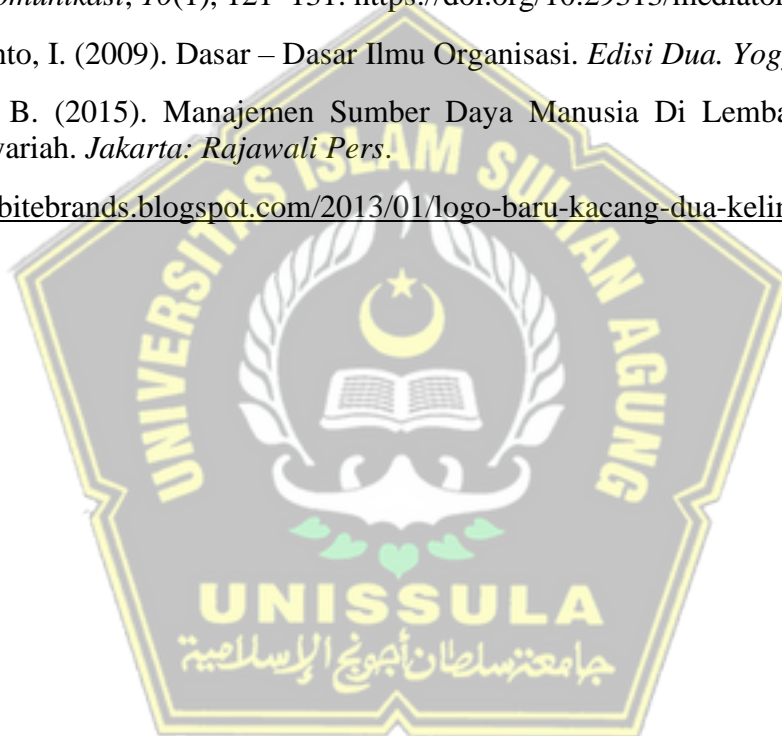 omunikasi, 10(1), 121–131. https://doi.org/10.29313/mediator
nto, I. (2009). Dasar – Dasar Ilmu Organisasi. Edisi Dua. Yog
B. (2015). Manajemen Sumber Daya Manusia Di Lemba
yariah. Jakarta: Rajawali Pers.
bitebrands.blogspot.com/2013/01/logo-baru-kacang-dua-kelin
UNIVERSITAS ISLAM SULTAN AGUNG
UNISSULA
جامعة سلطان أجونج الإسلامية